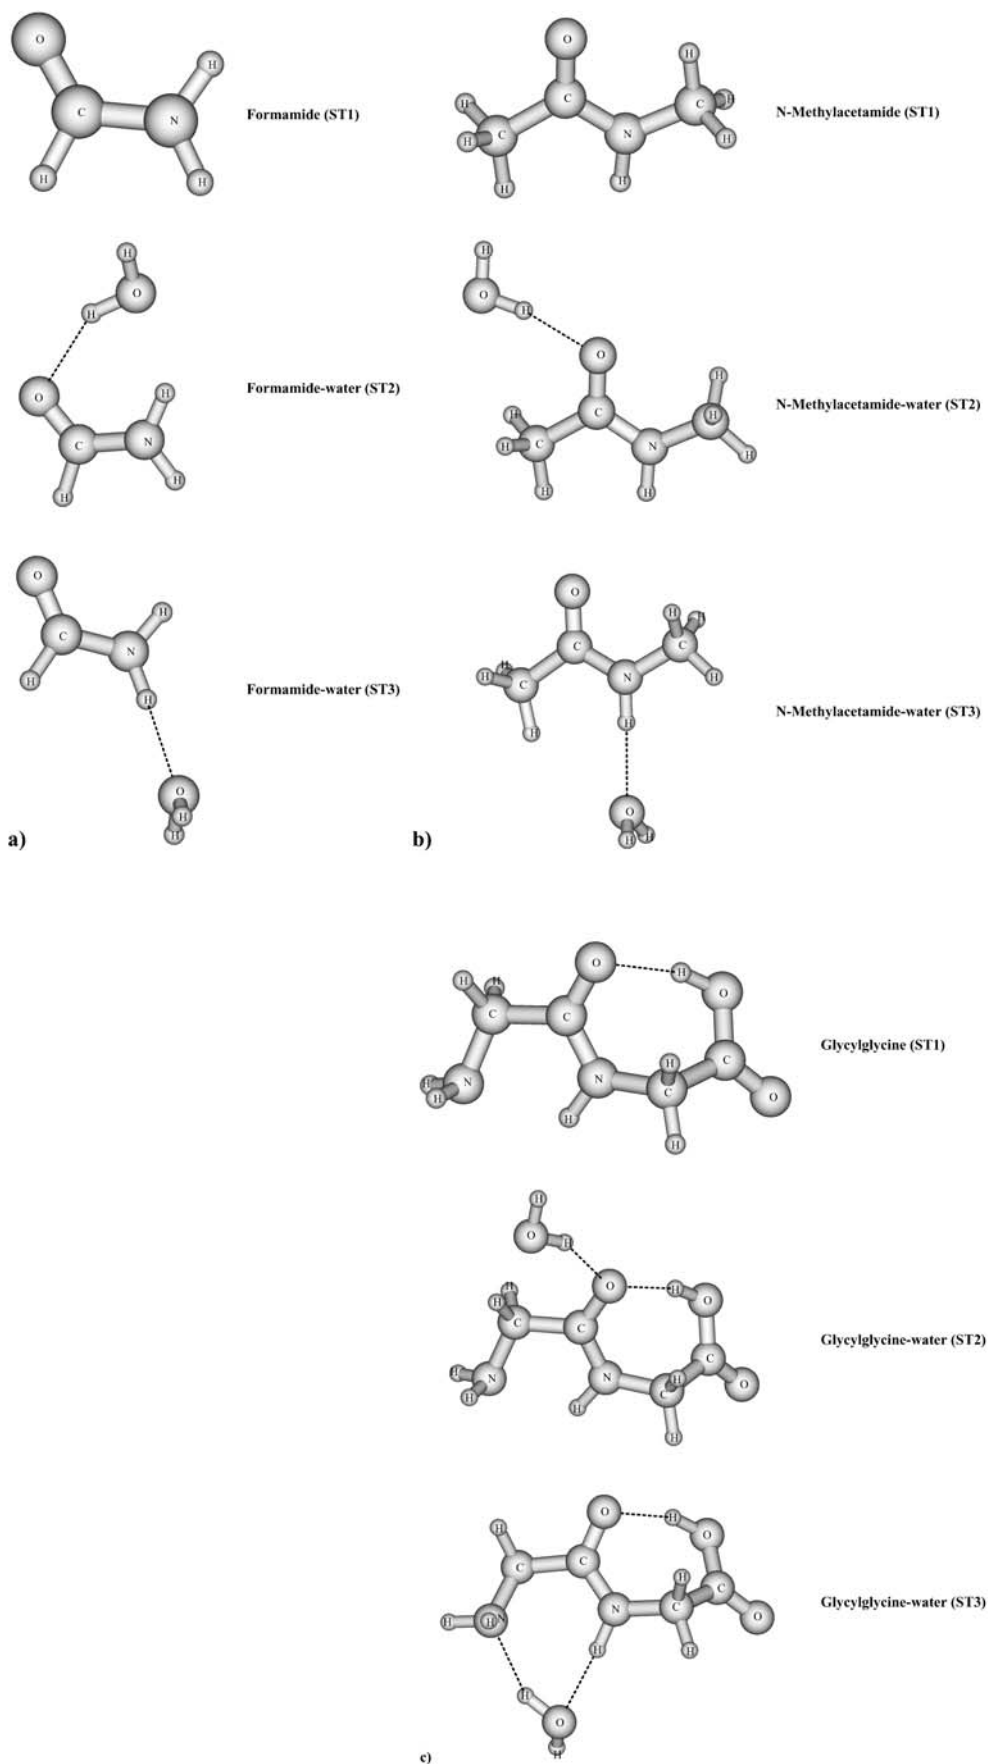 O
H
C N Formamide (ST1)
H H
H
H O
O H Formamide-water (ST2)
C N
H H
O
C N H
H H Formamide-water (ST3)
O
H
H
a)
O
H
H C C H N-Methylacetamide (ST1)
H C N H
H H
H
O H
O
H
H C H N-Methylacetamide-water (ST2)
H C N H
H H
O
H H
H H C N C H
C
H H N-Methylacetamide-water (ST3)
O
H H
b)
O H
H H O
C C
Glycylglycine (ST1)
H N N H C
H C O
H H
H
O H
O H O
H
H C C Glycylglycine-water (ST2)
H N N H C
H H C O
H
O H
H O
C C
H C Glycylglycine-water (ST3)
H H N N C O
H H
H
O
H
c)